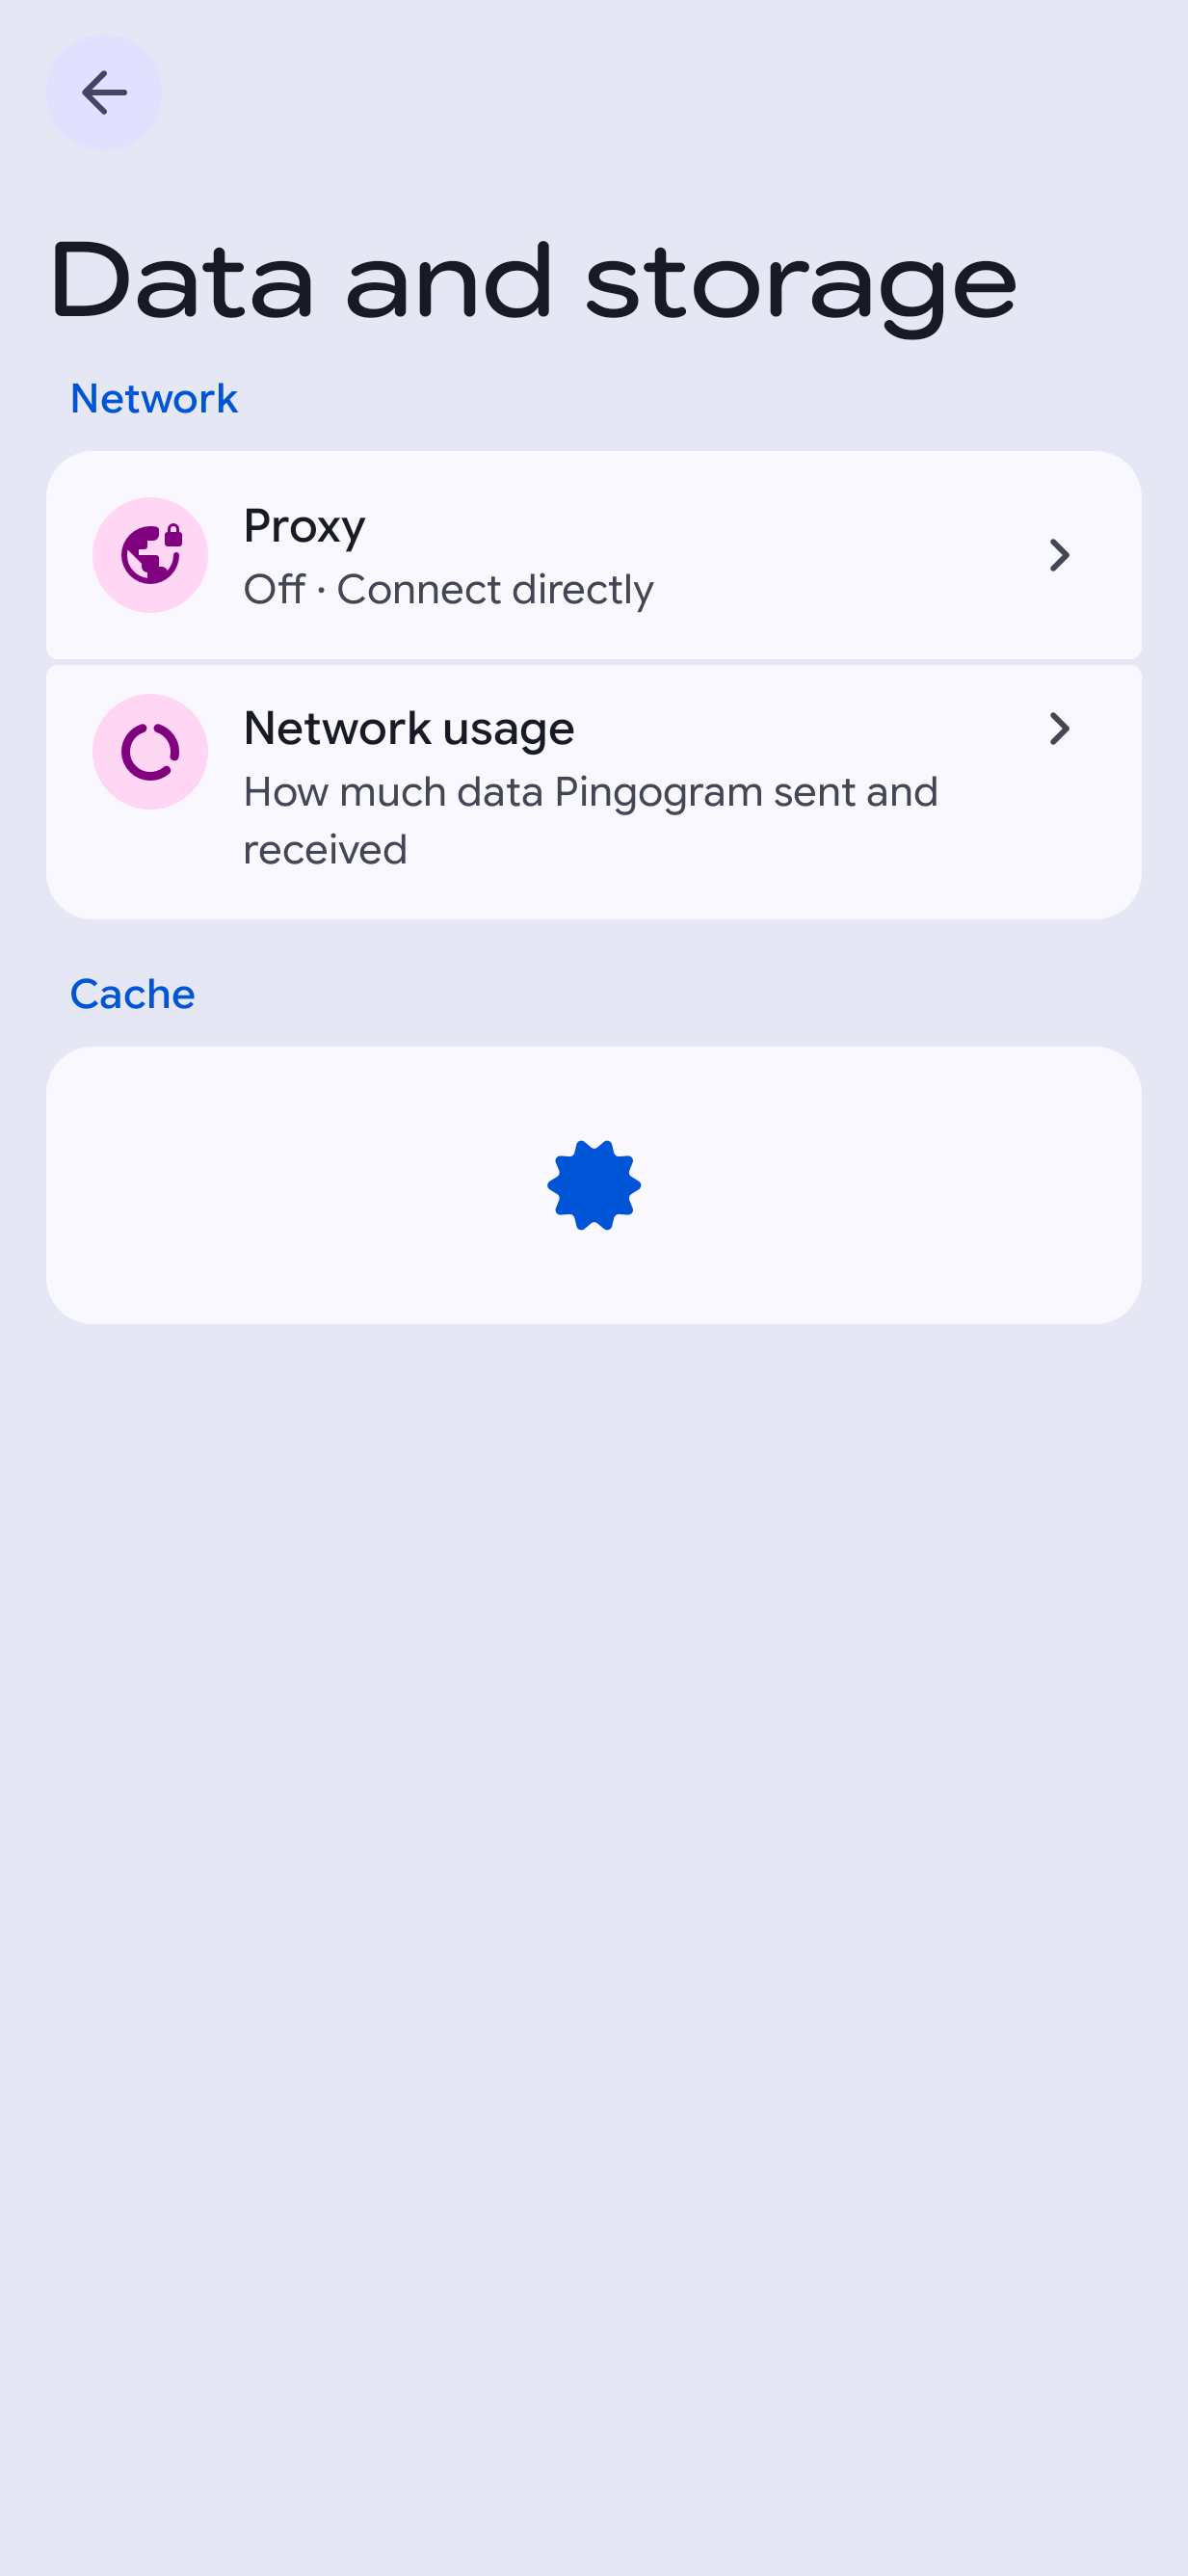 Data and storage
Network
Proxy
Off · Connect directly
Network usage
How much data Pingogram sent and
received
Cache